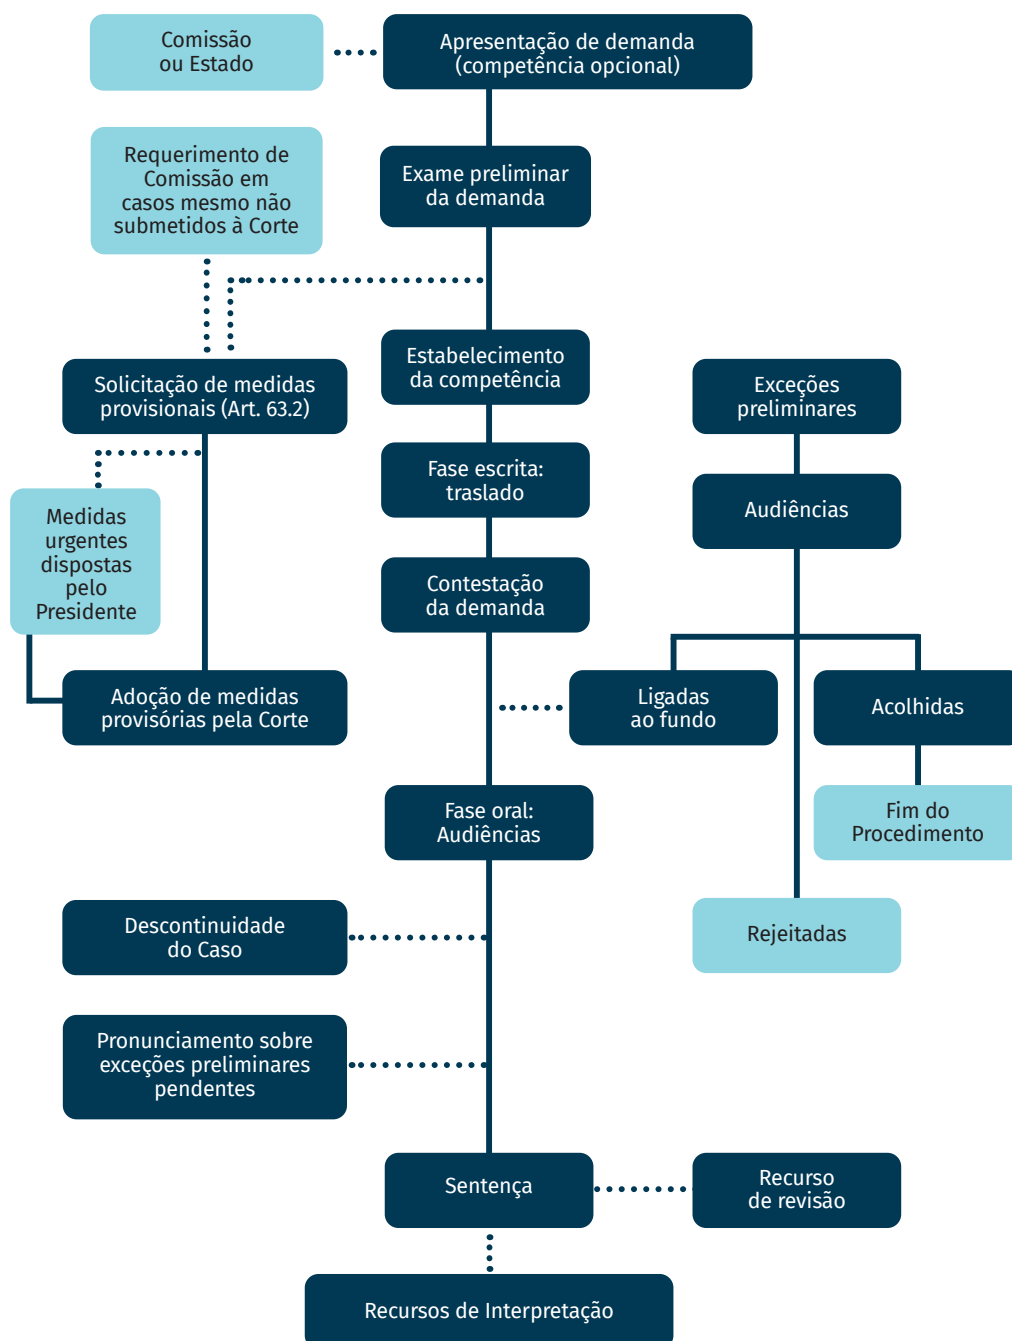 Comissão
ou Estado
Apresentação de demanda
(competência opcional)
Requerimento de
Comissão em
casos mesmo não
submetidos à Corte
Exame preliminar
da demanda
Solicitação de medidas
provisionais (Art. 63.2)
Estabelecimento
da competência
Exceções
preliminares
Fase escrita:
traslado
Audiências
Medidas
urgentes
dispostas
pelo
Presidente
Contestação
da demanda
Adoção de medidas
provisórias pela Corte
Ligadas
ao fundo
Acolhidas
Fase oral:
Audiências
Fim do
Procedimento
Descontinuidade
do Caso
Rejeitadas
Pronunciamento sobre
exceções preliminares
pendentes
Sentença
Recurso
de revisão
Recursos de Interpretação